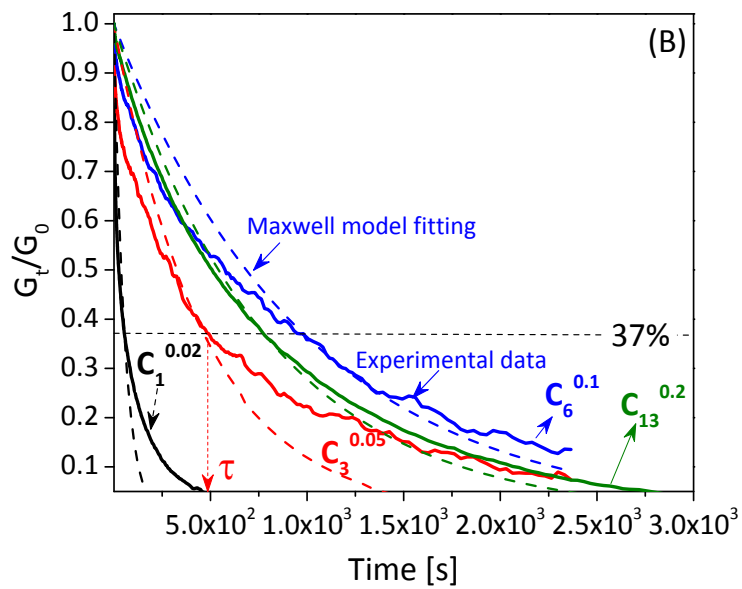 (B)
G_t/G_0
1.0
0.9
0.8
0.7
0.6
0.5
0.4
0.3
0.2
0.1
Maxwell model fitting
37%
Experimental data
C_1^0.02
C_3^0.05
C_6^0.1
C_13^0.2
τ
5.0x10^2 1.0x10^3 1.5x10^3 2.0x10^3 2.5x10^3 3.0x10^3
Time [s]